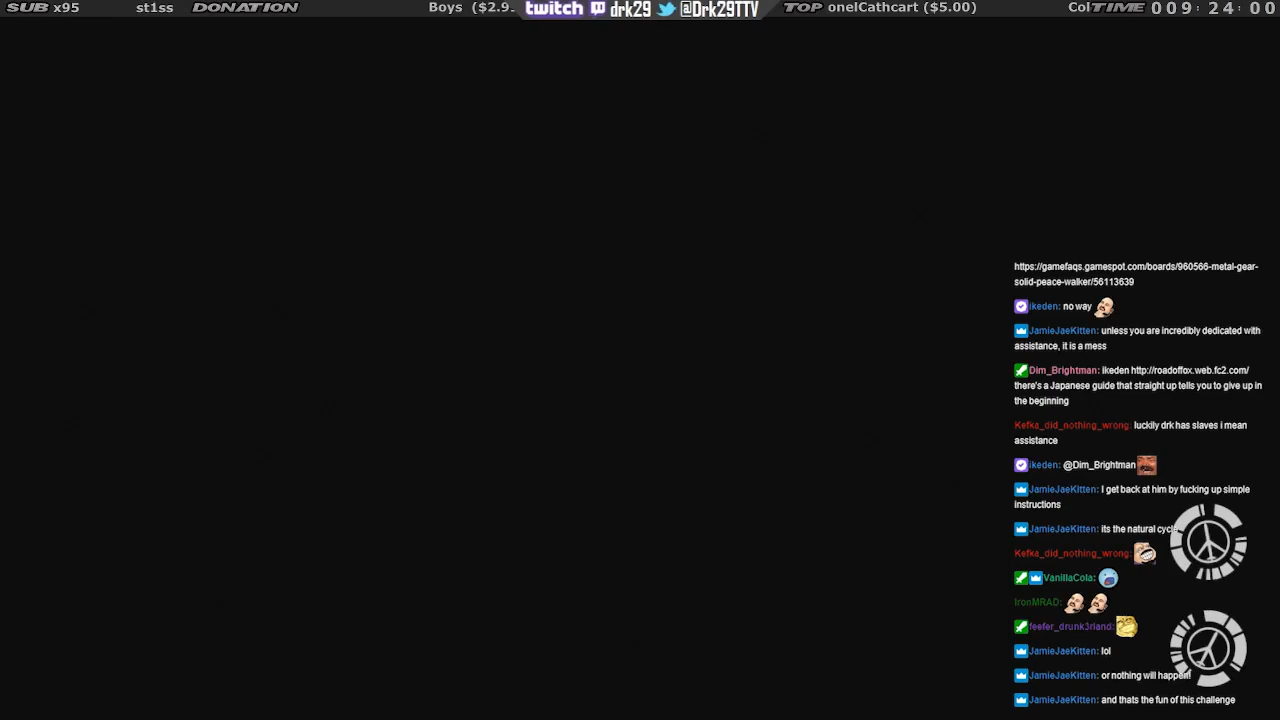 SUB x95 st1ss DONATION Boys ($2.9. twitch drk29 @Drk29TTV TOP onelCathcart ($5.00) Col TIME 009:24:00
https://gamefaqs.gamespot.com/boards/960566-metal-gear-
solid-peace-walker/56113639
ikeden: no way
JamieJaeKitten: unless you are incredibly dedicated with
assistance, it is a mess
Dim_Brightman: ikeden http://roadoffox.web.fc2.com/
there's a Japanese guide that straight up tells you to give up in
the beginning
Kefka_did_nothing_wrong: luckily drk has slaves i mean
assistance
ikeden: @Dim_Brightman
JamieJaeKitten: I get back at him by fucking up simple
instructions
JamieJaeKitten: its the natural cycle
Kefka_did_nothing_wrong:
VanillaCola:
IronMRAD:
feefer_drunk3riand:
JamieJaeKitten: lol
JamieJaeKitten: or nothing will happen!
JamieJaeKitten: and thats the fun of this challenge